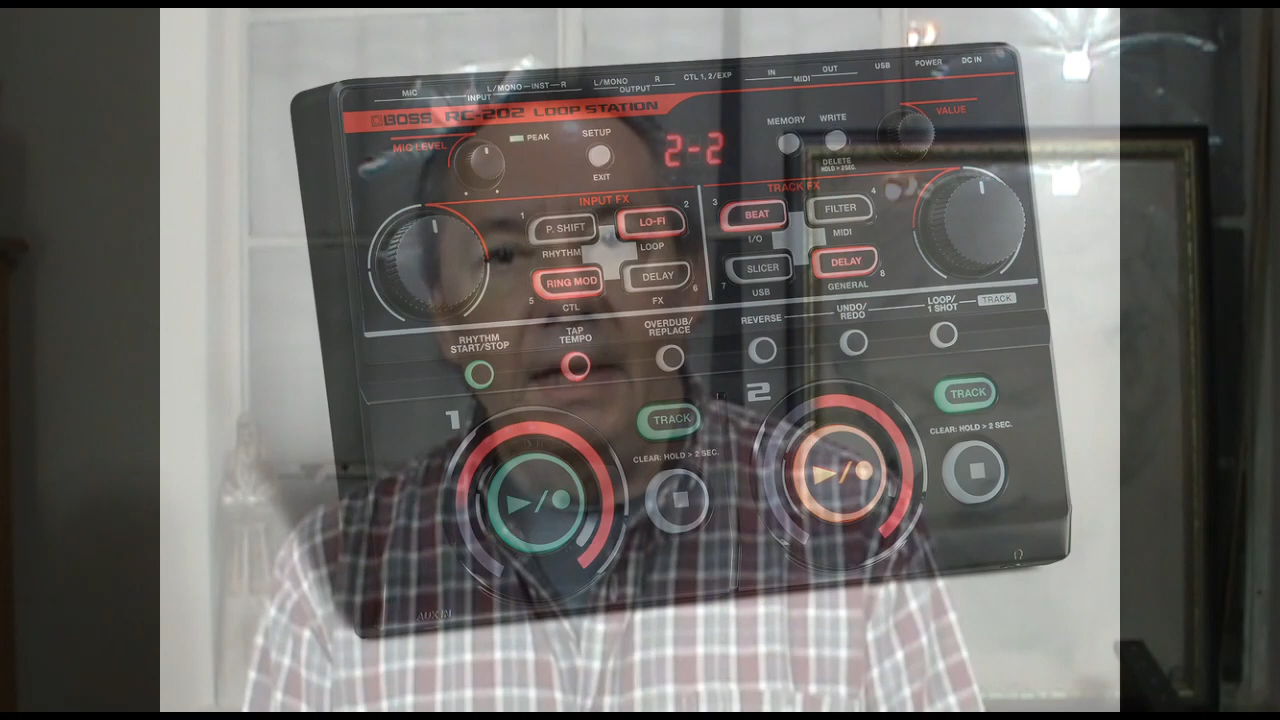 MIC L/MONO — INST — R L/MONO R CTL 1, 2/EXP IN OUT USB POWER DC IN
INPUT OUTPUT MIDI
BOSS RC-202 LOOP STATION
MIC LEVEL PEAK SETUP 2-2 MEMORY WRITE VALUE
EXIT DELETE
HOLD > 2 SEC.
INPUT FX TRACK FX
1 P. SHIFT 2 LO-FI 3 BEAT 4 FILTER
RHYTHM LOOP I/O MIDI
5 RING MOD 6 DELAY 7 SLICER 8 DELAY
CTL FX USB GENERAL
RHYTHM START/STOP
TAP TEMPO
OVERDUB/ REPLACE
REVERSE
UNDO/ REDO
LOOP/ 1 SHOT
TRACK
1 TRACK 2 TRACK
CLEAR: HOLD > 2 SEC. CLEAR: HOLD > 2 SEC.
AUX IN